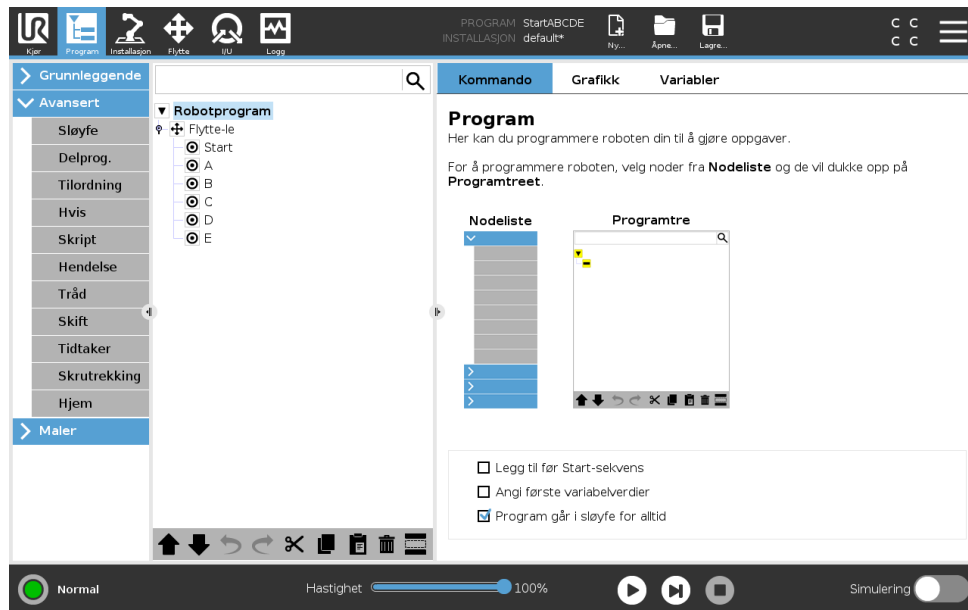 UR
PROGRAM StartABCDE
INSTALLASJON default*
Kjør Program Installasjon Flytte I/U Logg
Ny... Åpne... Lagre...
C C
C C
Grunnleggende
Avansert
Sløyfe
Delprog.
Tilordning
Hvis
Skript
Hendelse
Tråd
Skift
Tidtaker
Skrutrekking
Hjem
Maler
Robotprogram
Flytte-le
Start
A
B
C
D
E
Kommando Grafikk Variabler
Program
Her kan du programmere roboten din til å gjøre oppgaver.
For å programmere roboten, velg noder fra Nodeliste og de vil dukke opp på
Programtreet.
Nodeliste Programtre
Legg til før Start-sekvens
Angi første variabelverdier
Program går i sløyfe for alltid
Normal Hastighet 100% Simulering